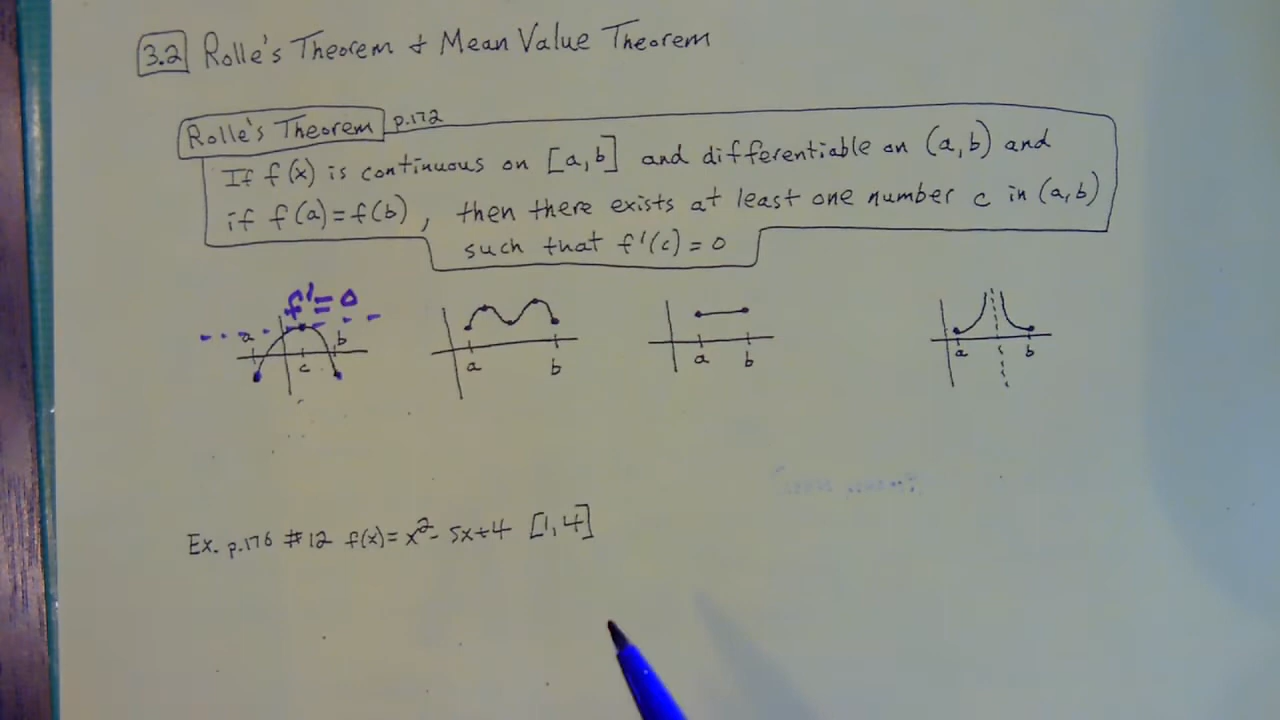 3.2 Rolle's Theorem + Mean Value Theorem
Rolle's Theorem p.172
If f(x) is continuous on [a,b] and differentiable on (a,b) and
if f(a)=f(b), then there exists at least one number c in (a,b)
such that f'(c)=0
f'=0
a c b
a b
a b
a b
Ex. p.176 #12 f(x)=x²-5x+4 [1,4]